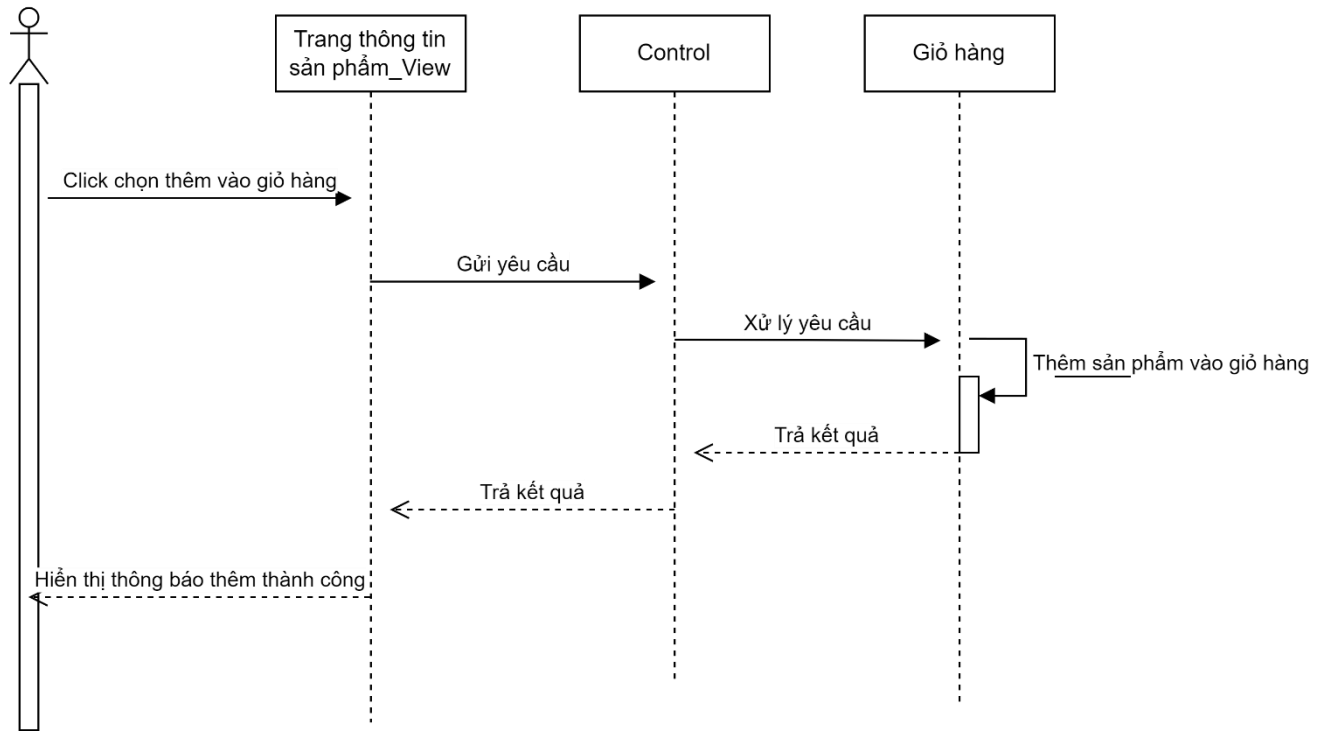 Trang thông tin
sản phẩm_View
Control
Giỏ hàng
Click chọn thêm vào giỏ hàng
Gửi yêu cầu
Xử lý yêu cầu
Thêm sản phẩm vào giỏ hàng
Trả kết quả
Trả kết quả
Hiển thị thông báo thêm thành công